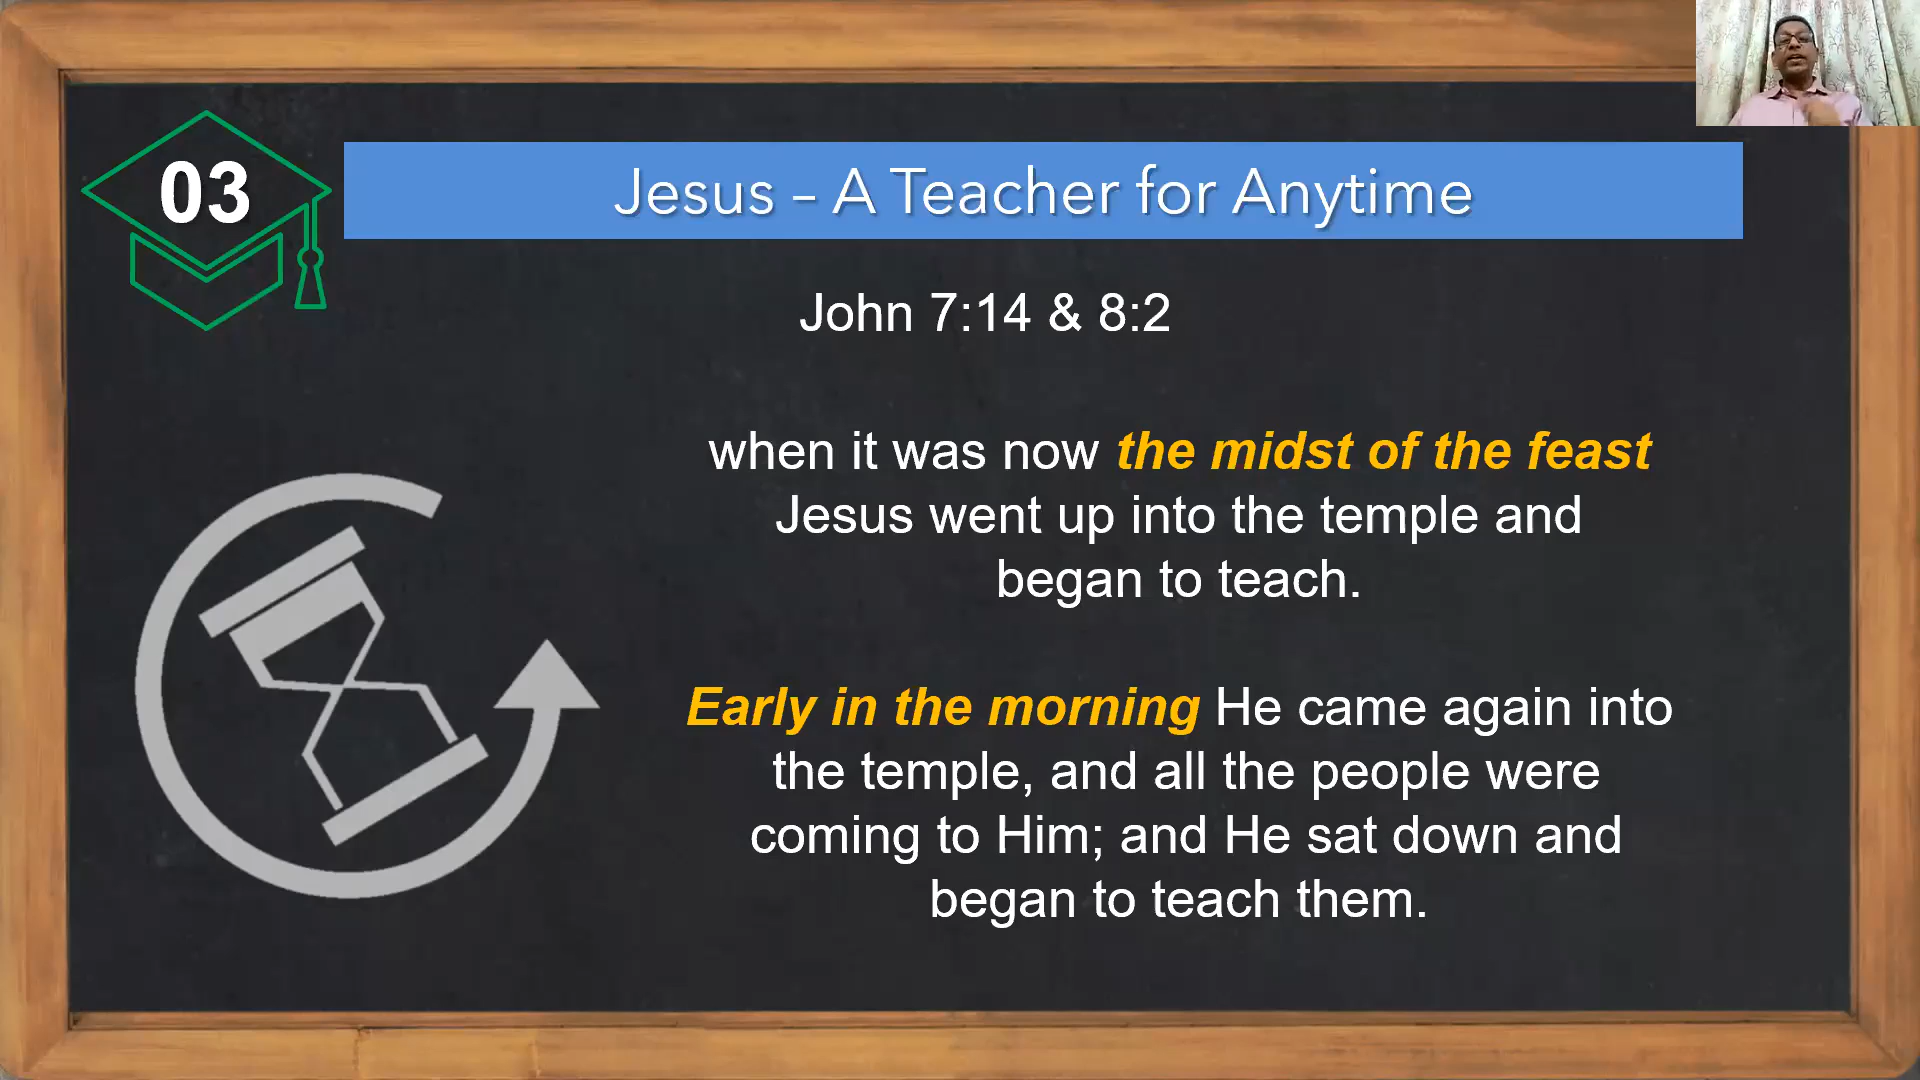 03
Jesus – A Teacher for Anytime
John 7:14 & 8:2
when it was now the midst of the feast
Jesus went up into the temple and
began to teach.
Early in the morning He came again into
the temple, and all the people were
coming to Him; and He sat down and
began to teach them.